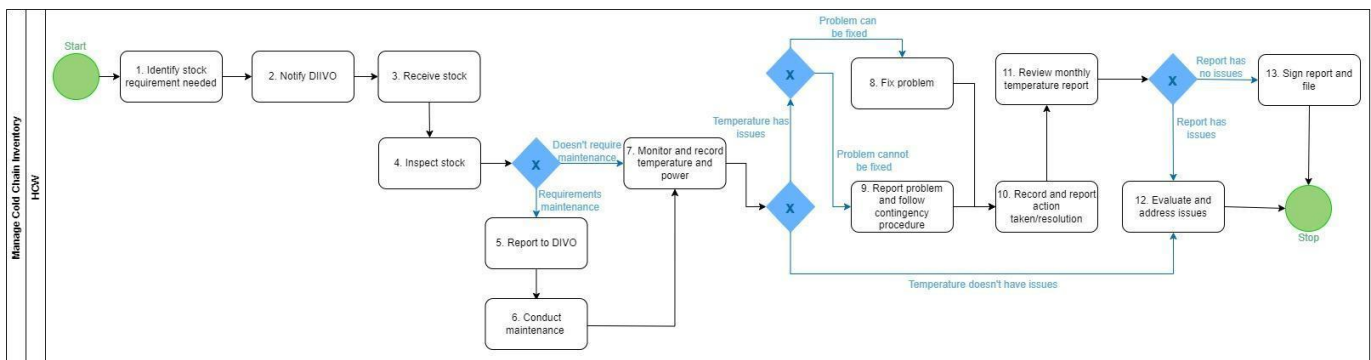 Manage Cold Chain Inventory
HCW
Start
1. Identify stock
requirement needed
2. Notify DIIVO
3. Receive stock
4. Inspect stock
X
Doesn't require
maintenance.
Requirements
maintenance
5. Report to DIVO
6. Conduct
maintenance
7. Monitor and record
temperature and
power
X
Temperature has
issues
X
Problem can
be fixed
8. Fix problem
Problem cannot
be fixed
9. Report problem
and follow
contingency
procedure
10. Record and report
action
taken/resolution
11. Review monthly
temperature report
X
Report has
no issues
13. Sign report and
file
Report has
issues
12. Evaluate and
address issues
Temperature doesn't have issues
Stop